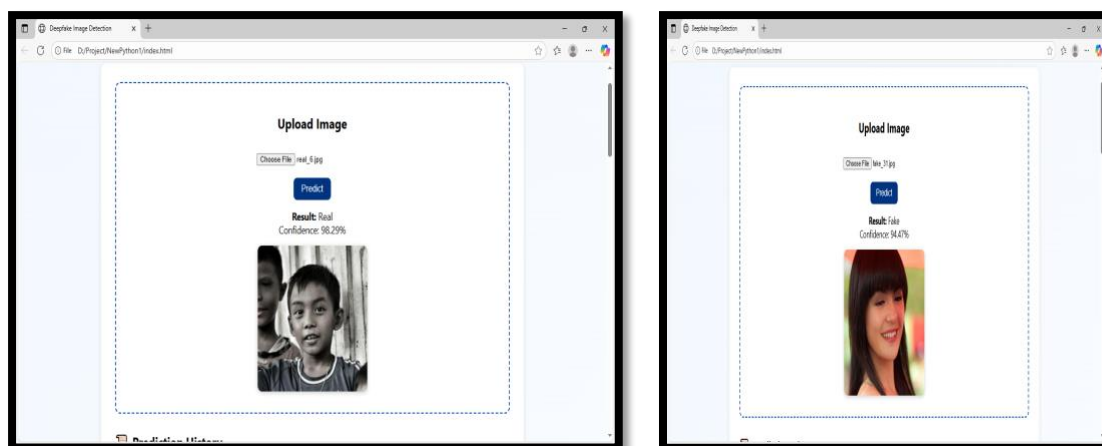 Deepfake Image Detection
File D:/Project/NewPython1/index.html
Upload Image
Choose File real_6.jpg
Predict
Result: Real
Confidence: 98.29%
Prediction History
Deepfake Image Detection
File D:/Project/NewPython1/index.html
Upload Image
Choose File fake_31.jpg
Predict
Result: Fake
Confidence: 94.47%